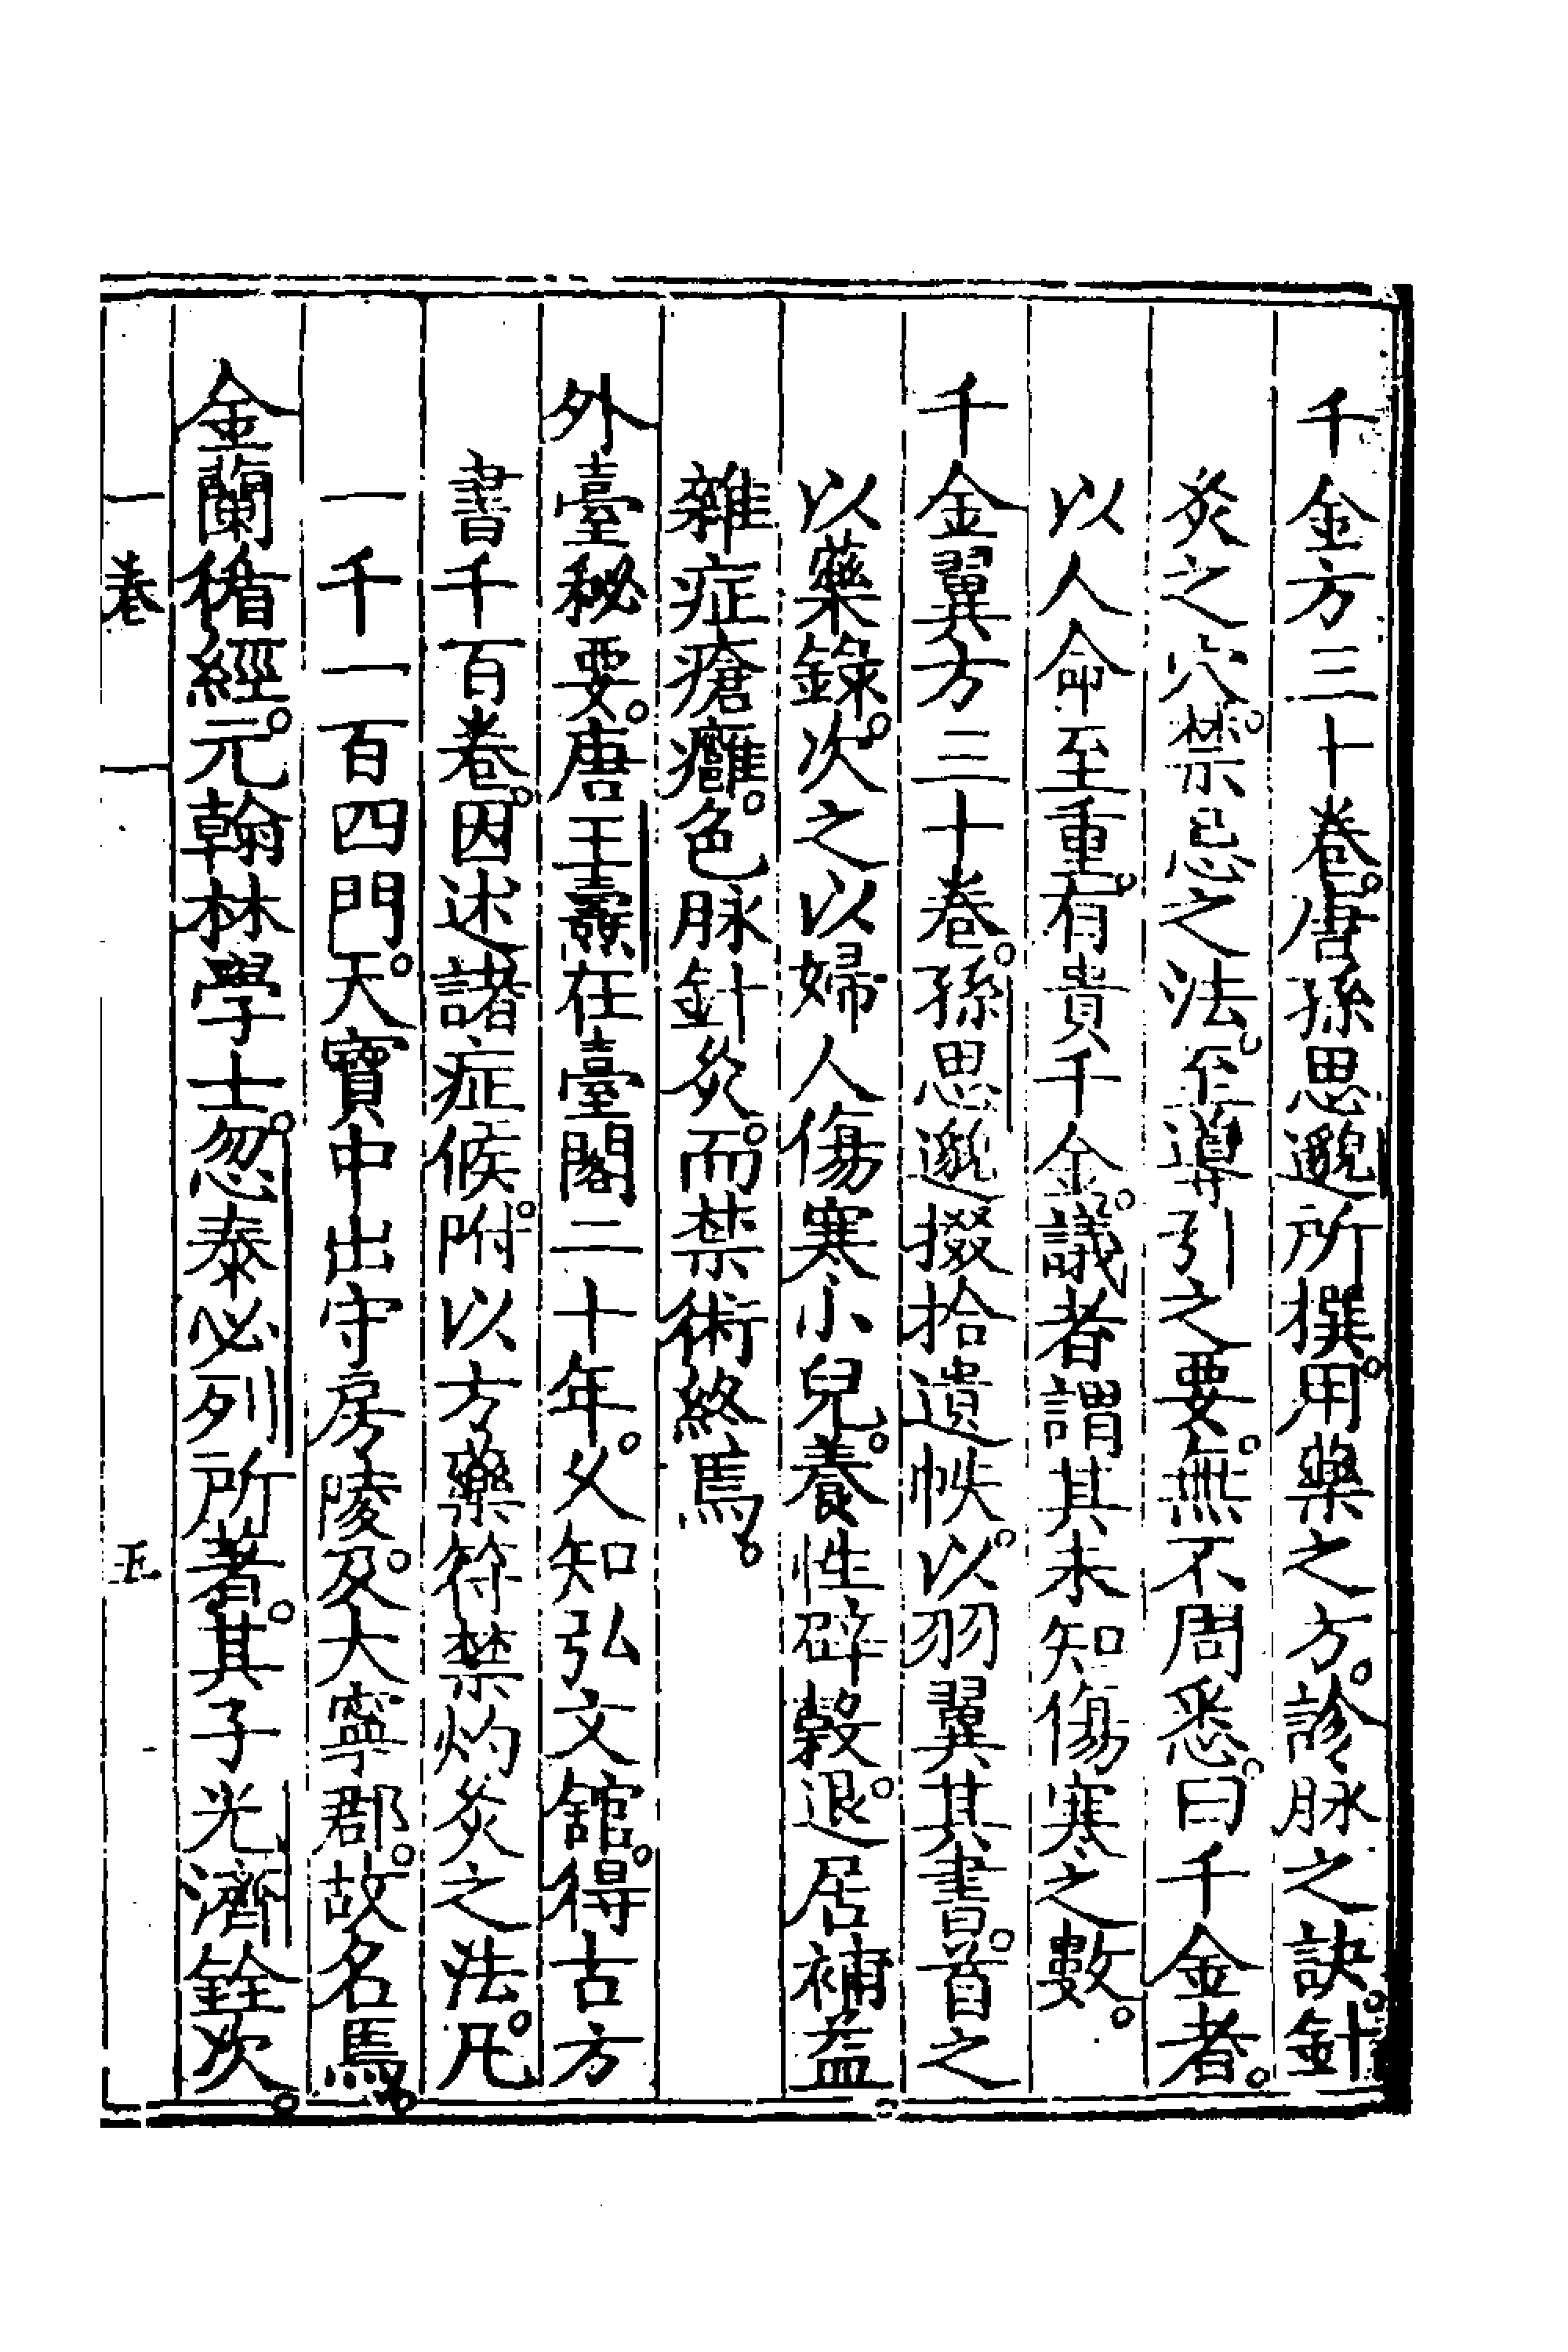 千金方三十卷。唐孫思邈所撰。用藥之方。診脉之訣。針
炙之穴。禁忌之法。至導引之要。無不周悉。曰千金者。
以人命至重。有貴千金。議者謂其未知傷寒之數。
千金翼方三十卷。孫思邈掇拾遺帙。以羽翼其書。首之
以藥錄。次之以婦人傷寒小兒。養性辟穀。退居補益
雜症瘡癰。色脉針炙。而禁術終焉。
外臺秘要。唐王燾在臺閣二十年。乂知弘文館。得古方
書千百卷。因述諸症候。附以方藥符禁灼炙之法。凡
一千一百四門。天寶中出守房陵。及大寧郡。故名焉。
金蘭循經。元翰林學士。忽泰必列所著。其子光濟銓次。
一卷 一 五